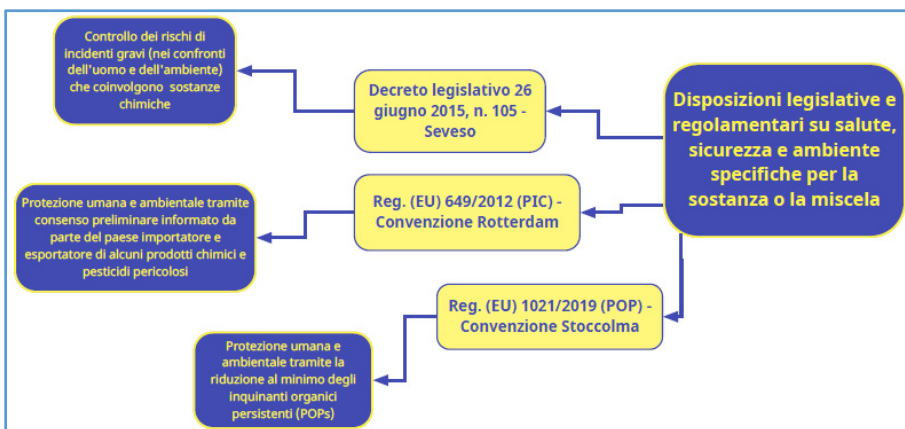 Controllo dei rischi di
incidenti gravi (nei confronti
dell'uomo e dell'ambiente)
che coinvolgono sostanze
chimiche
Decreto legislativo 26
giugno 2015, n. 105 -
Seveso
Disposizioni legislative e
regolamentari su salute,
sicurezza e ambiente
specifiche per la
sostanza o la miscela
Protezione umana e ambientale tramite
consenso preliminare informato da
parte del paese importatore e
esportatore di alcuni prodotti chimici e
pesticidi pericolosi
Reg. (EU) 649/2012 (PIC) -
Convenzione Rotterdam
Reg. (EU) 1021/2019 (POP) -
Convenzione Stoccolma
Protezione umana e
ambientale tramite la
riduzione al minimo degli
inquinanti organici
persistenti (POPs)